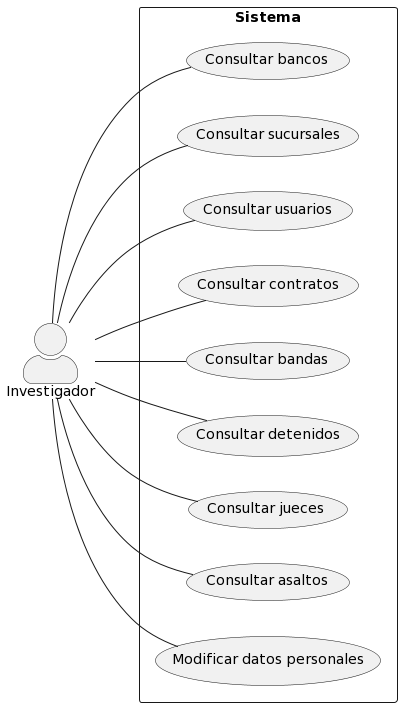 Sistema
Consultar bancos
Consultar sucursales
Consultar usuarios
Consultar contratos
Consultar bandas
Investigador
Consultar detenidos
Consultar jueces
Consultar asaltos
Modificar datos personales